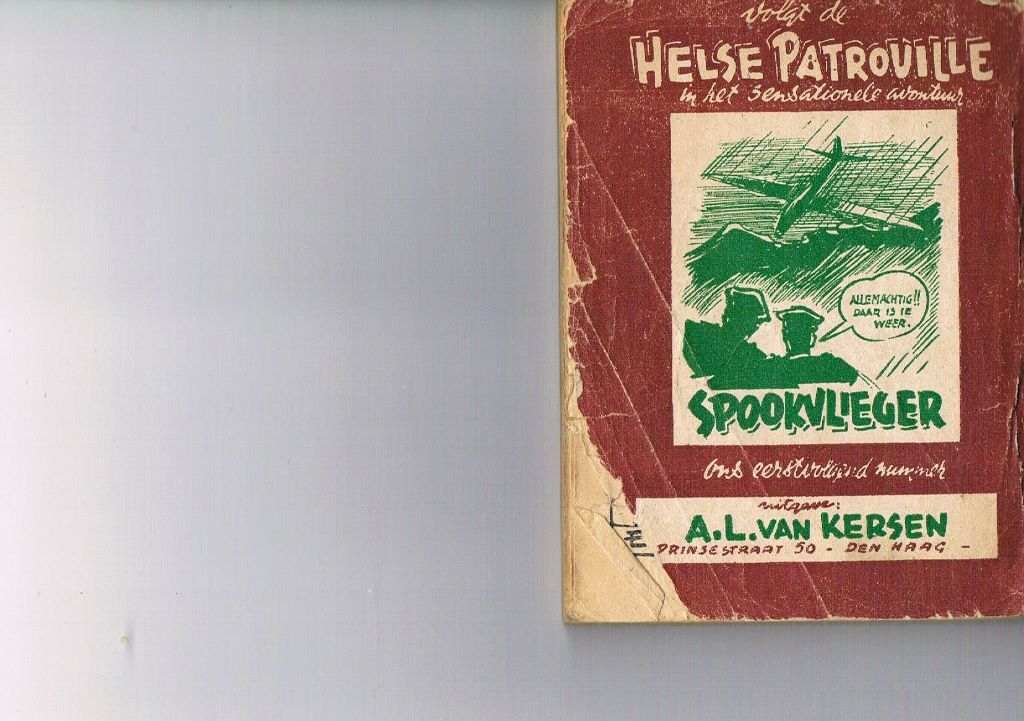 volgt de
HELSE PATROUILLE
in het sensationele avontuur
ALLEMACHTIG!!
DAAR IS IE
WEER.
SPOOKVLIEGER
ons eerstvolgend nummer
uitgave:
A.L. VAN KERSEN
PRINSESTRAAT 50 - DEN HAAG -